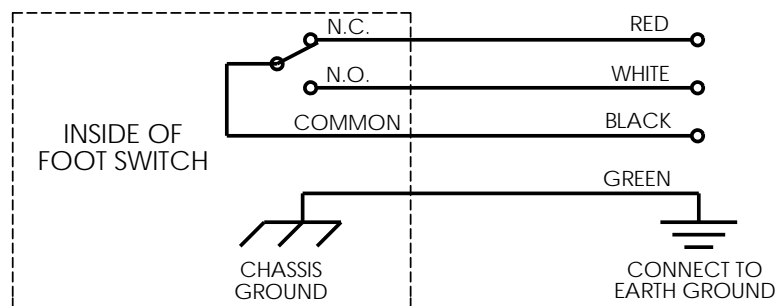 N.C. RED
N.O. WHITE
COMMON BLACK
INSIDE OF
FOOT SWITCH
GREEN
CHASSIS
GROUND
CONNECT TO
EARTH GROUND